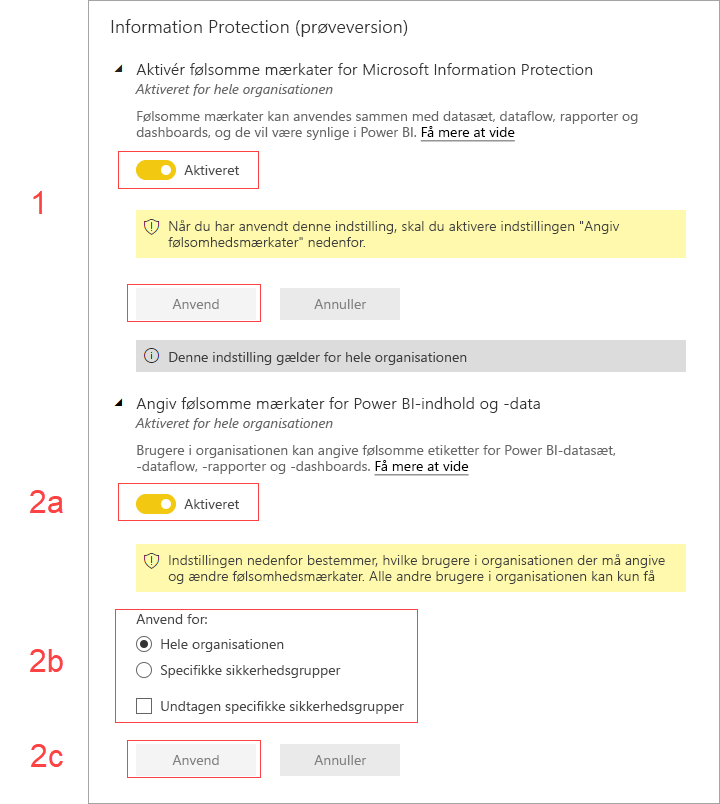 Information Protection (prøveversion)
Aktivér følsomme mærkater for Microsoft Information Protection
Aktiveret for hele organisationen
Følsomme mærkater kan anvendes sammen med datasæt, dataflow, rapporter og
dashboards, og de vil være synlige i Power BI. Få mere at vide
Aktiveret
1
Når du har anvendt denne indstilling, skal du aktivere indstillingen "Angiv
følsomhedsmærkater" nedenfor.
Anvend Annuller
Denne indstilling gælder for hele organisationen
Angiv følsomme mærkater for Power BI-indhold og -data
Aktiveret for hele organisationen
Brugere i organisationen kan angive følsomme etiketter for Power BI-datasæt,
-dataflow, -rapporter og -dashboards. Få mere at vide
2a Aktiveret
Indstillingen nedenfor bestemmer, hvilke brugere i organisationen der må angive
og ændre følsomhedsmærkater. Alle andre brugere i organisationen kan kun få
Anvend for:
Hele organisationen
2b Specifikke sikkerhedsgrupper
Undtagen specifikke sikkerhedsgrupper
2c Anvend Annuller